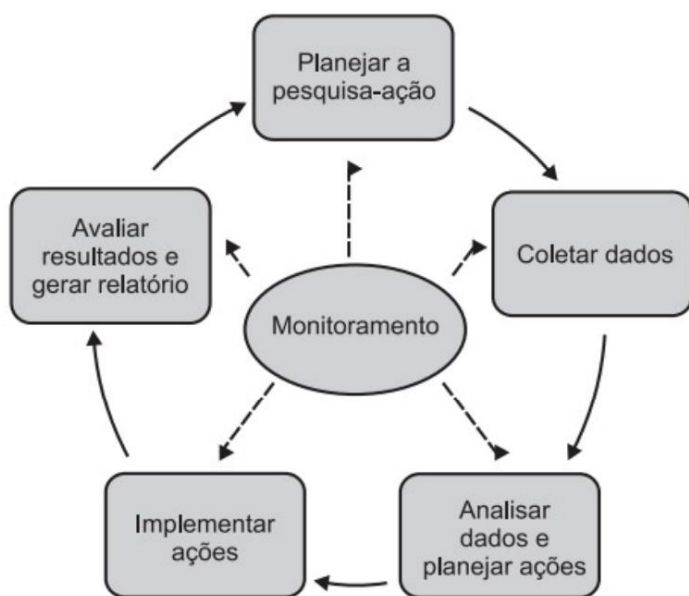 Planejar a
pesquisa-ação
Avaliar
resultados e
gerar relatório
Coletar dados
Monitoramento
Implementar
ações
Analisar
dados e
planejar ações